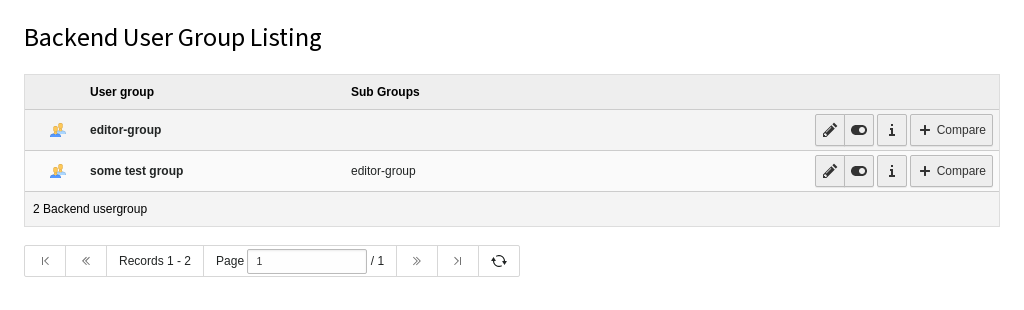 Backend User Group Listing
User group Sub Groups
editor-group Compare
some test group editor-group Compare
2 Backend usergroup
Records 1 - 2 Page 1 / 1